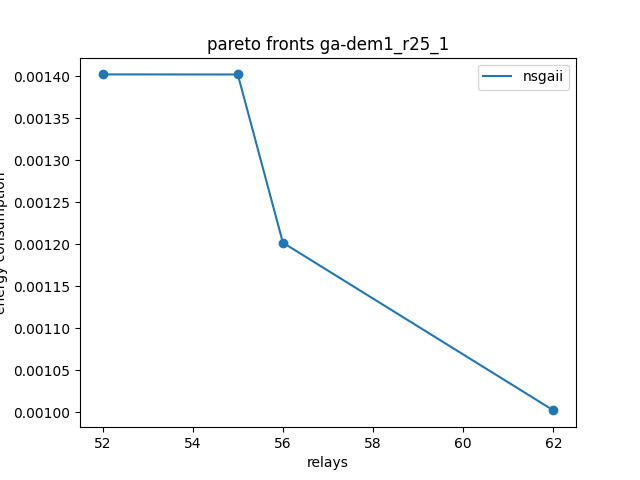 pareto fronts ga-dem1_r25_1
nsgaii
0.00140
0.00135
0.00130
0.00125
0.00120
0.00115
0.00110
0.00105
0.00100
energy consumption
52 54 56 58 60 62
relays